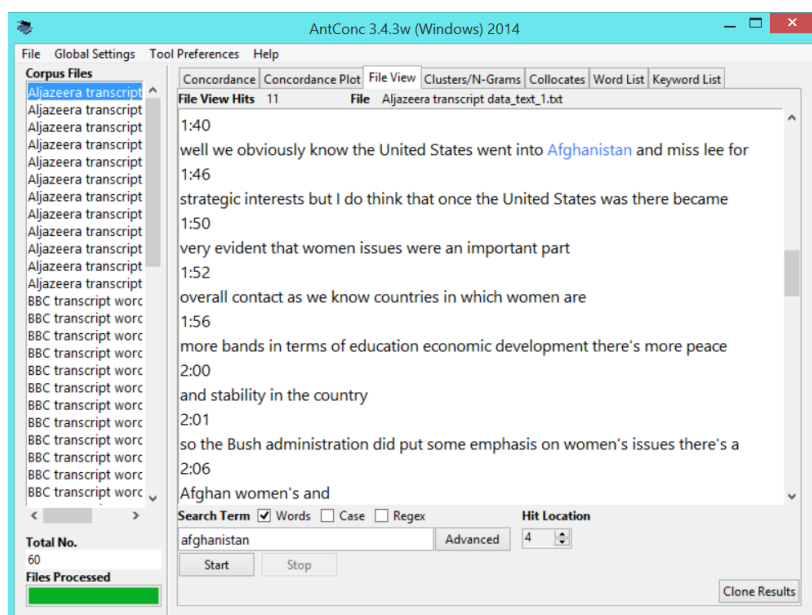 AntConc 3.4.3w (Windows) 2014
File Global Settings Tool Preferences Help
Corpus Files
Aljazeera transcript
Aljazeera transcript
Aljazeera transcript
Aljazeera transcript
Aljazeera transcript
Aljazeera transcript
Aljazeera transcript
Aljazeera transcript
Aljazeera transcript
Aljazeera transcript
Aljazeera transcript
Aljazeera transcript
BBC transcript word
BBC transcript word
BBC transcript word
BBC transcript word
BBC transcript word
BBC transcript word
BBC transcript word
BBC transcript word
BBC transcript word
BBC transcript word
BBC transcript word
BBC transcript word
Total No.
60
Files Processed
Concordance Concordance Plot File View Clusters/N-Grams Collocates Word List Keyword List
File View Hits 11 File Aljazeera transcript data_text_1.txt
1:40
well we obviously know the United States went into Afghanistan and miss lee for
1:46
strategic interests but I do think that once the United States was there became
1:50
very evident that women issues were an important part
1:52
overall contact as we know countries in which women are
1:56
more bands in terms of education economic development there's more peace
2:00
and stability in the country
2:01
so the Bush administration did put some emphasis on women's issues there's a
2:06
Afghan women's and
Search Term Words Case Regex Hit Location
afghanistan Advanced 4
Start Stop
Clone Results